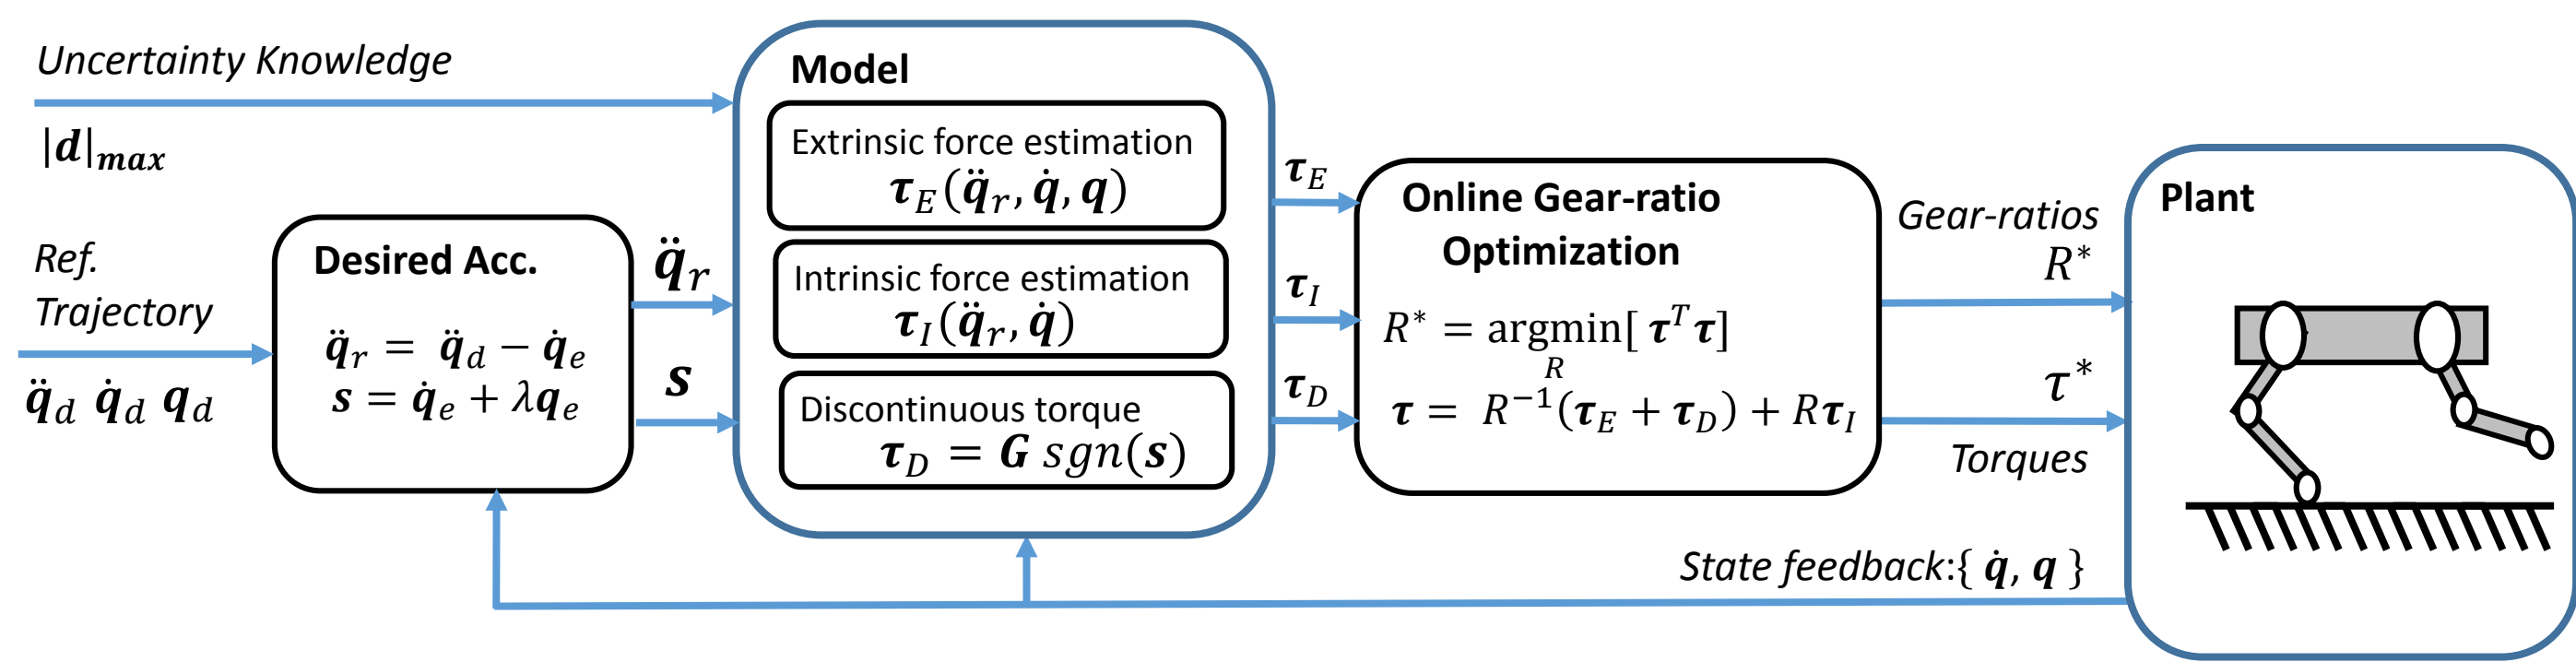 Uncertainty Knowledge
|d|max
Ref.
Trajectory
q̈d q̇d qd
Desired Acc.
q̈r = q̈d − q̇e
s = q̇e + λqe
q̈r
s
Model
Extrinsic force estimation
τE(q̈r, q̇, q)
Intrinsic force estimation
τI(q̈r, q̇)
Discontinuous torque
τD = G sgn(s)
τE
τI
τD
Online Gear-ratio
Optimization
R* = argmin[ τᵀτ]
R
τ = R⁻¹(τE + τD) + RτI
Gear-ratios
R*
τ*
Torques
Plant
State feedback:{ q̇, q }